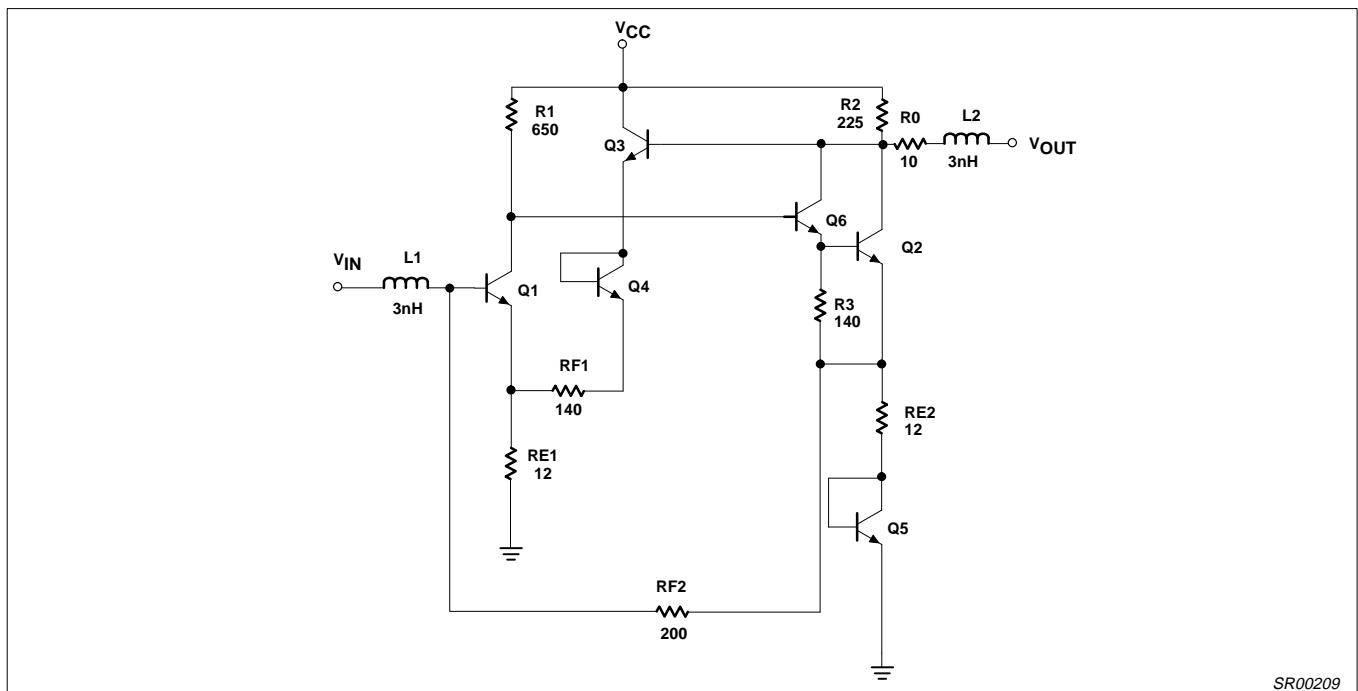 VCC
R1
650
R2
225
R0
10
L2
3nH
VOUT
Q3
Q6
Q2
VIN
L1
3nH
Q1
Q4
R3
140
RF1
140
RE2
12
RE1
12
Q5
RF2
200
SR00209